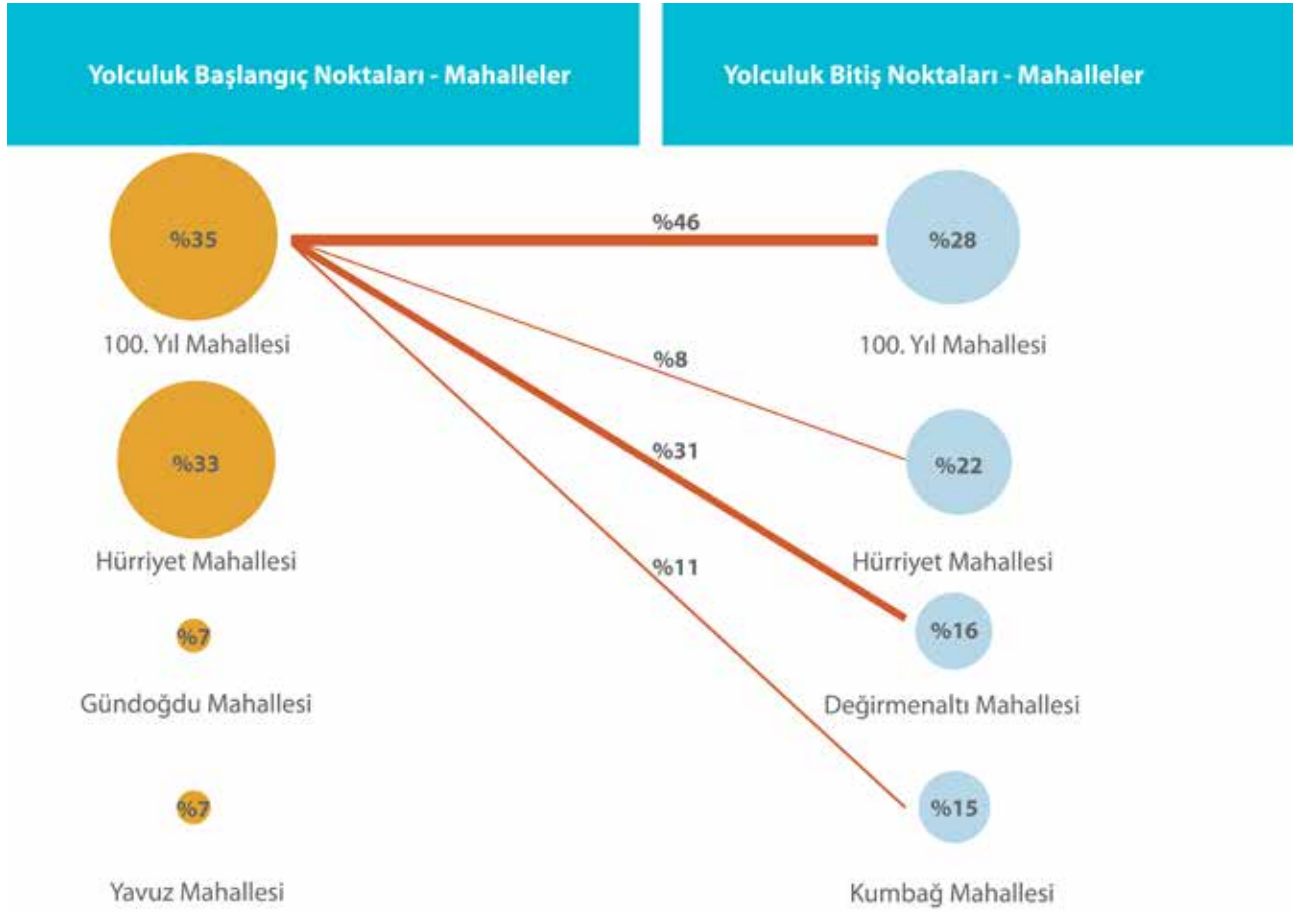 Yolculuk Başlangıç Noktaları - Mahalleler
Yolculuk Bitiş Noktaları - Mahalleler
%35
%46
%28
100. Yıl Mahallesi
100. Yıl Mahallesi
%8
%33
%31
%22
Hürriyet Mahallesi
Hürriyet Mahallesi
%11
%7
%16
Gündoğdu Mahallesi
Değirmenaltı Mahallesi
%7
%15
Yavuz Mahallesi
Kumbağ Mahallesi